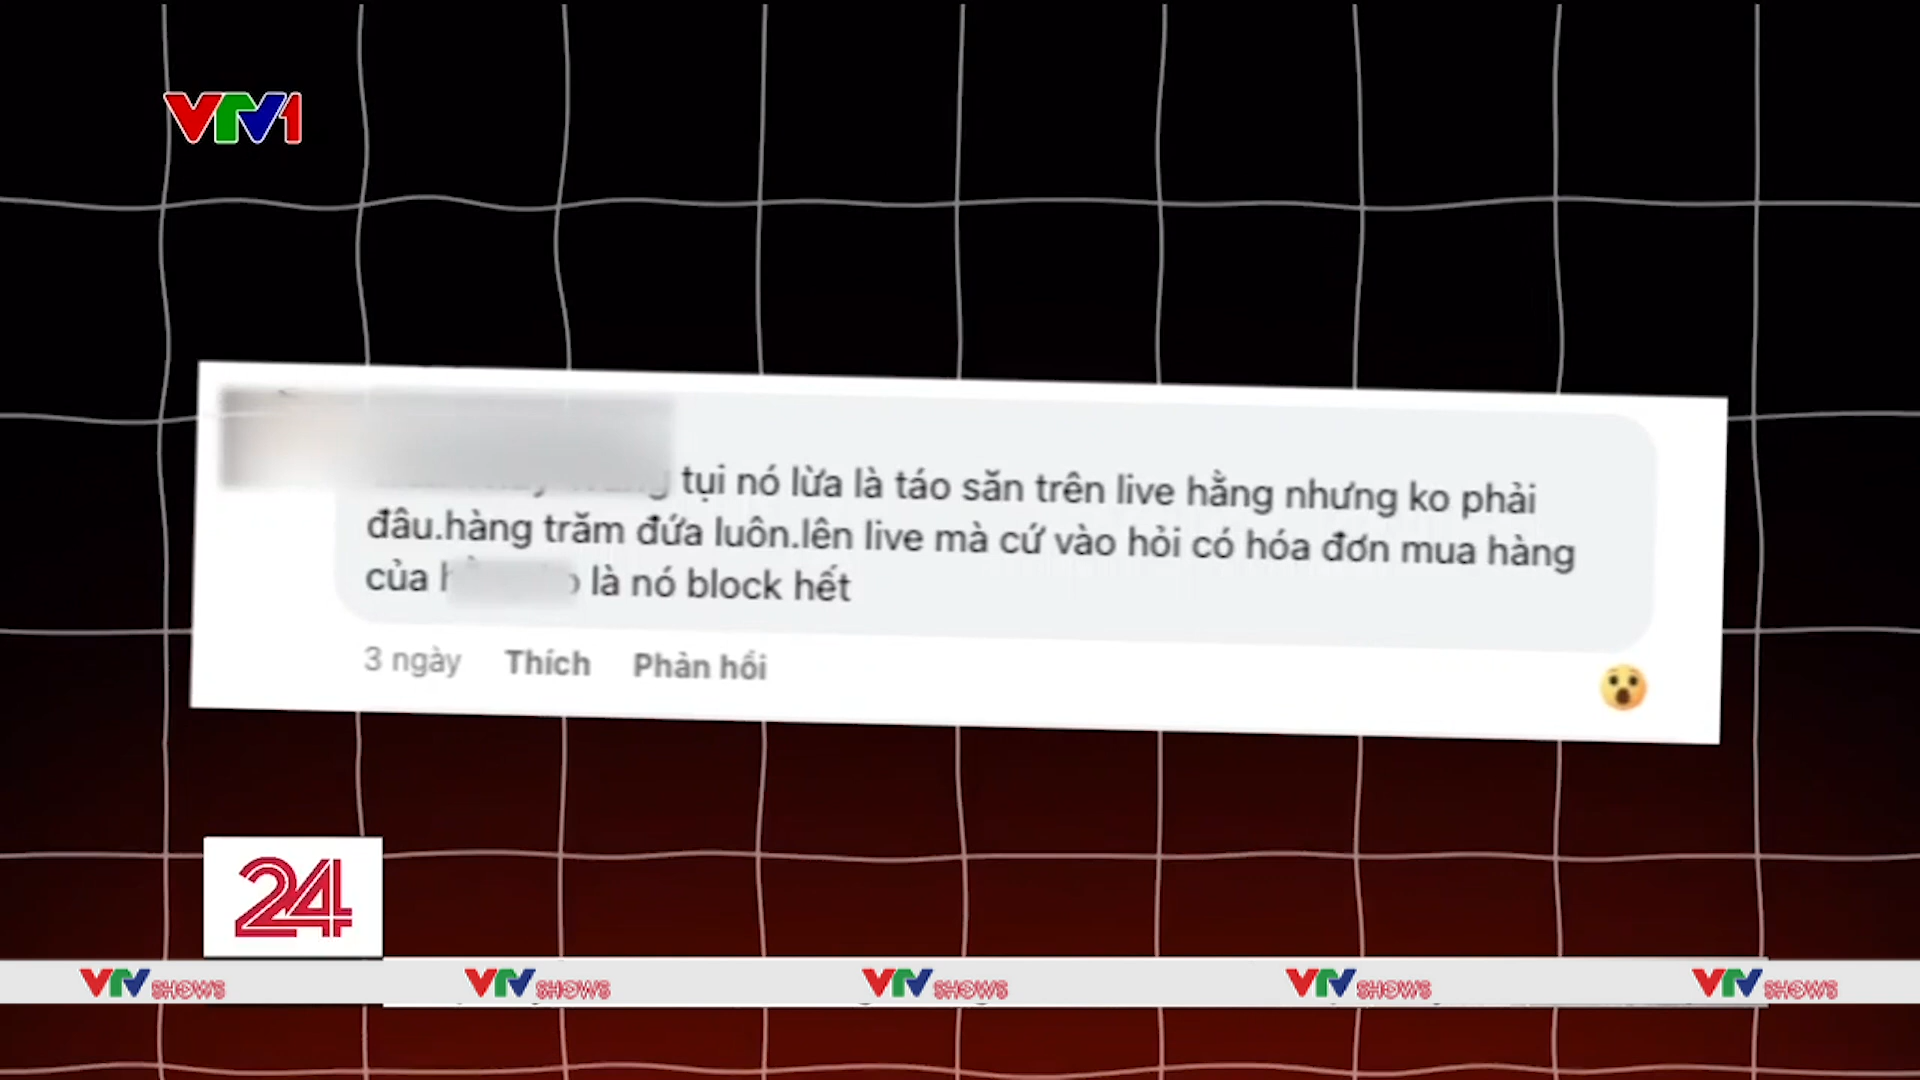 VTV1
tụi nó lừa là táo săn trên live hằng nhưng ko phải
đâu.hàng trăm đứa luôn.lên live mà cứ vào hỏi có hóa đơn mua hàng
của là nó block hết
3 ngày Thích Phản hồi
24
VTV SHOWS VTV SHOWS VTV SHOWS VTV SHOWS VTV SHOWS